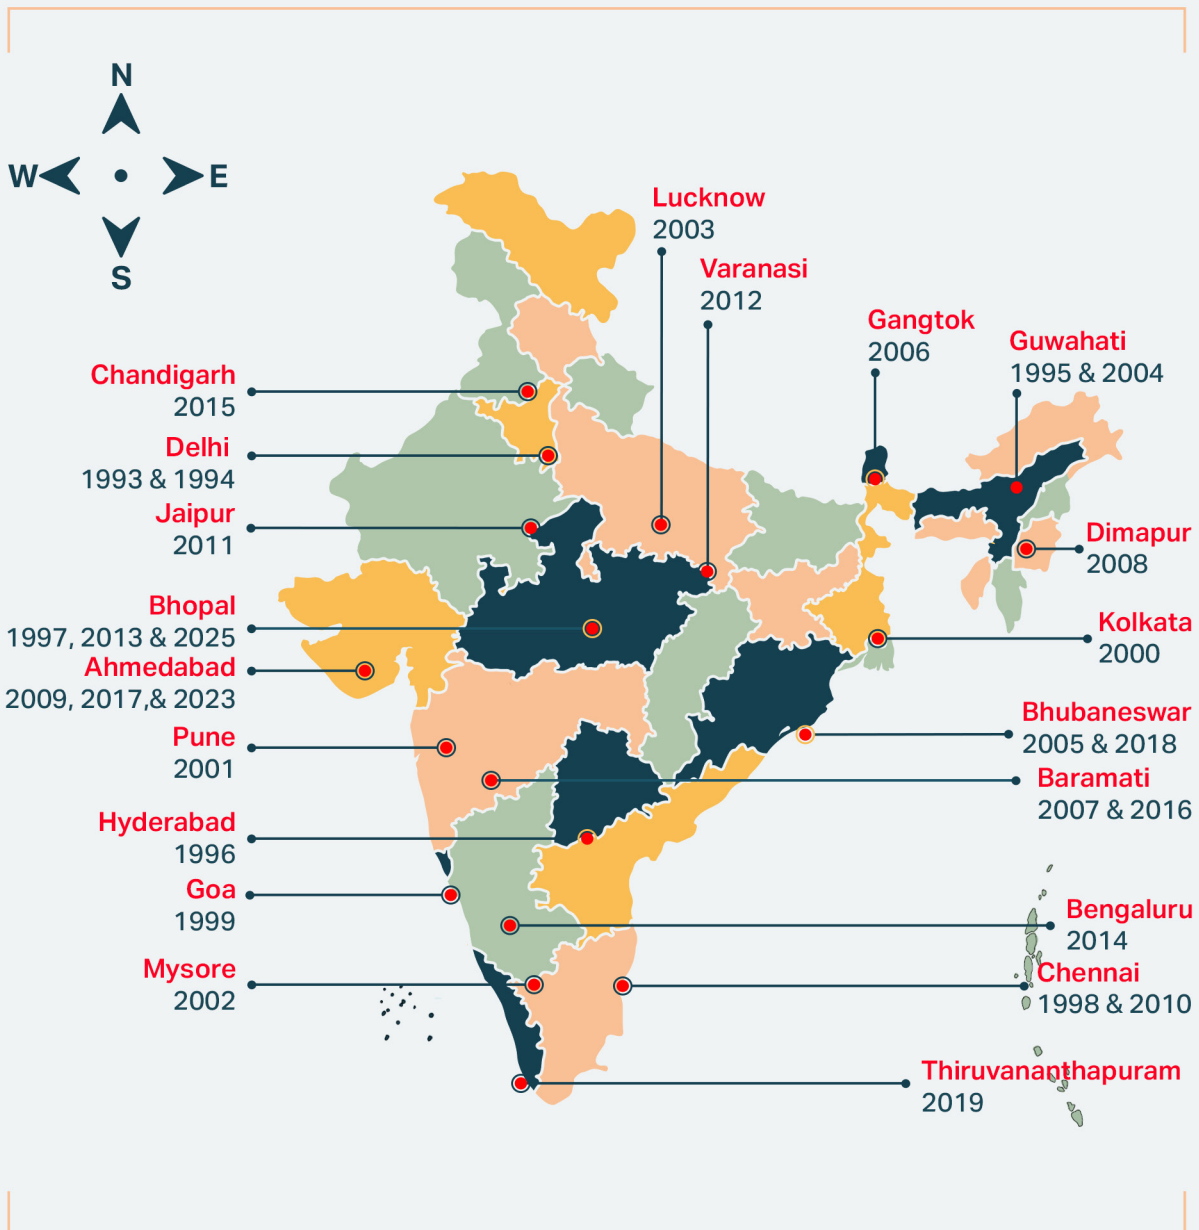 N
W
E
S
Lucknow
2003
Varanasi
2012
Gangtok
2006
Guwahati
1995 & 2004
Chandigarh
2015
Delhi
1993 & 1994
Jaipur
2011
Dimapur
2008
Bhopal
1997, 2013 & 2025
Kolkata
2000
Ahmedabad
2009, 2017,& 2023
Bhubaneswar
2005 & 2018
Pune
2001
Baramati
2007 & 2016
Hyderabad
1996
Goa
1999
Bengaluru
2014
Mysore
2002
Chennai
1998 & 2010
Thiruvananthapuram
2019